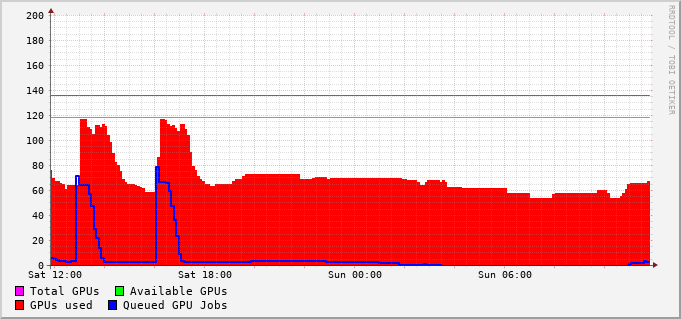 200
180
160
140
120
100
80
60
40
20
0
Sat 12:00 Sat 18:00 Sun 00:00 Sun 06:00
Total GPUs Available GPUs
GPUs used Queued GPU Jobs
RRDTOOL / TOBI OETIKER